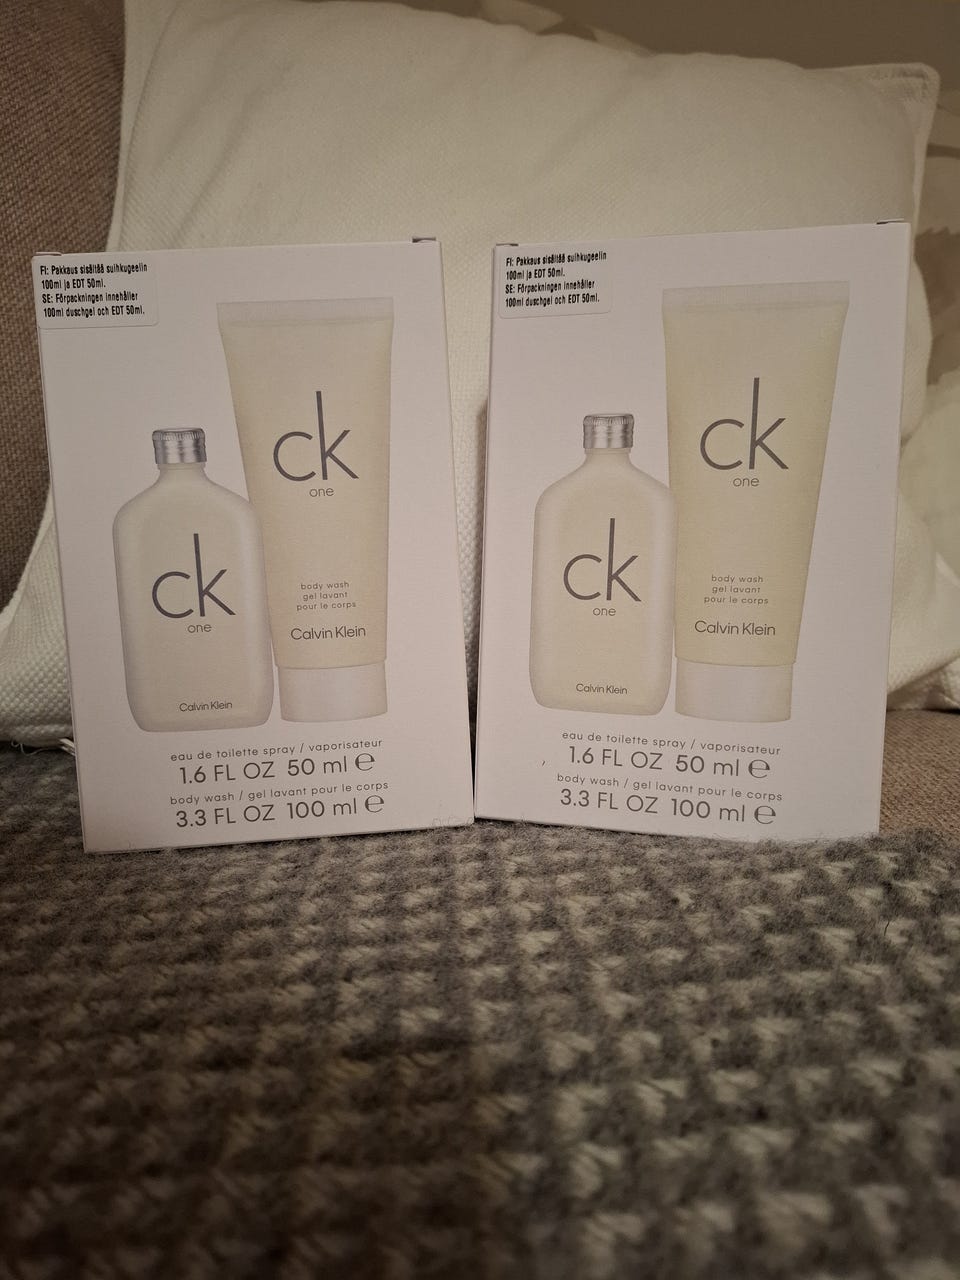 FI: Pakkaus sisältää suihkugeelin
100ml ja EDT 50ml.
SE: Förpackningen innehåller
100ml duschgel och EDT 50ml.
ck
one
body wash
gel lavant
pour le corps
Calvin Klein
ck
one
Calvin Klein
eau de toilette spray / vaporisateur
1.6 FL OZ 50 ml ℮
body wash / gel lavant pour le corps
3.3 FL OZ 100 ml ℮
FI: Pakkaus sisältää suihkugeelin
100ml ja EDT 50ml.
SE: Förpackningen innehåller
100ml duschgel och EDT 50ml.
ck
one
body wash
gel lavant
pour le corps
Calvin Klein
ck
one
Calvin Klein
eau de toilette spray / vaporisateur
1.6 FL OZ 50 ml ℮
body wash / gel lavant pour le corps
3.3 FL OZ 100 ml ℮